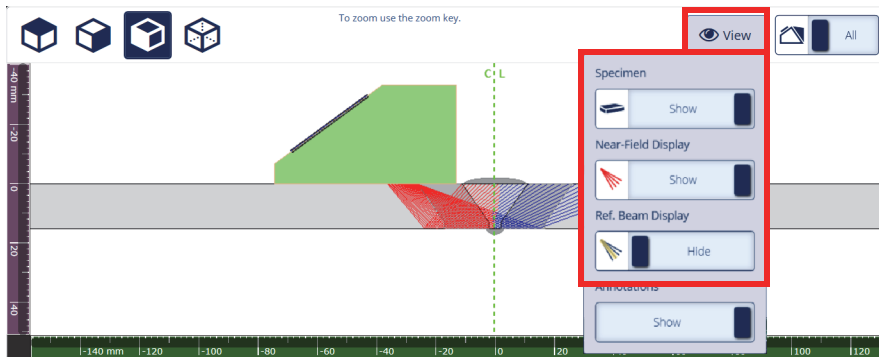 To zoom use the zoom key.
View
All
C L
Specimen
Show
Near-Field Display
Show
Ref. Beam Display
Hide
Annotations
Show
-40 mm
-20
0
20
40
-140 mm -120 -100 -80 -60 -40 -20 0 20 100 120